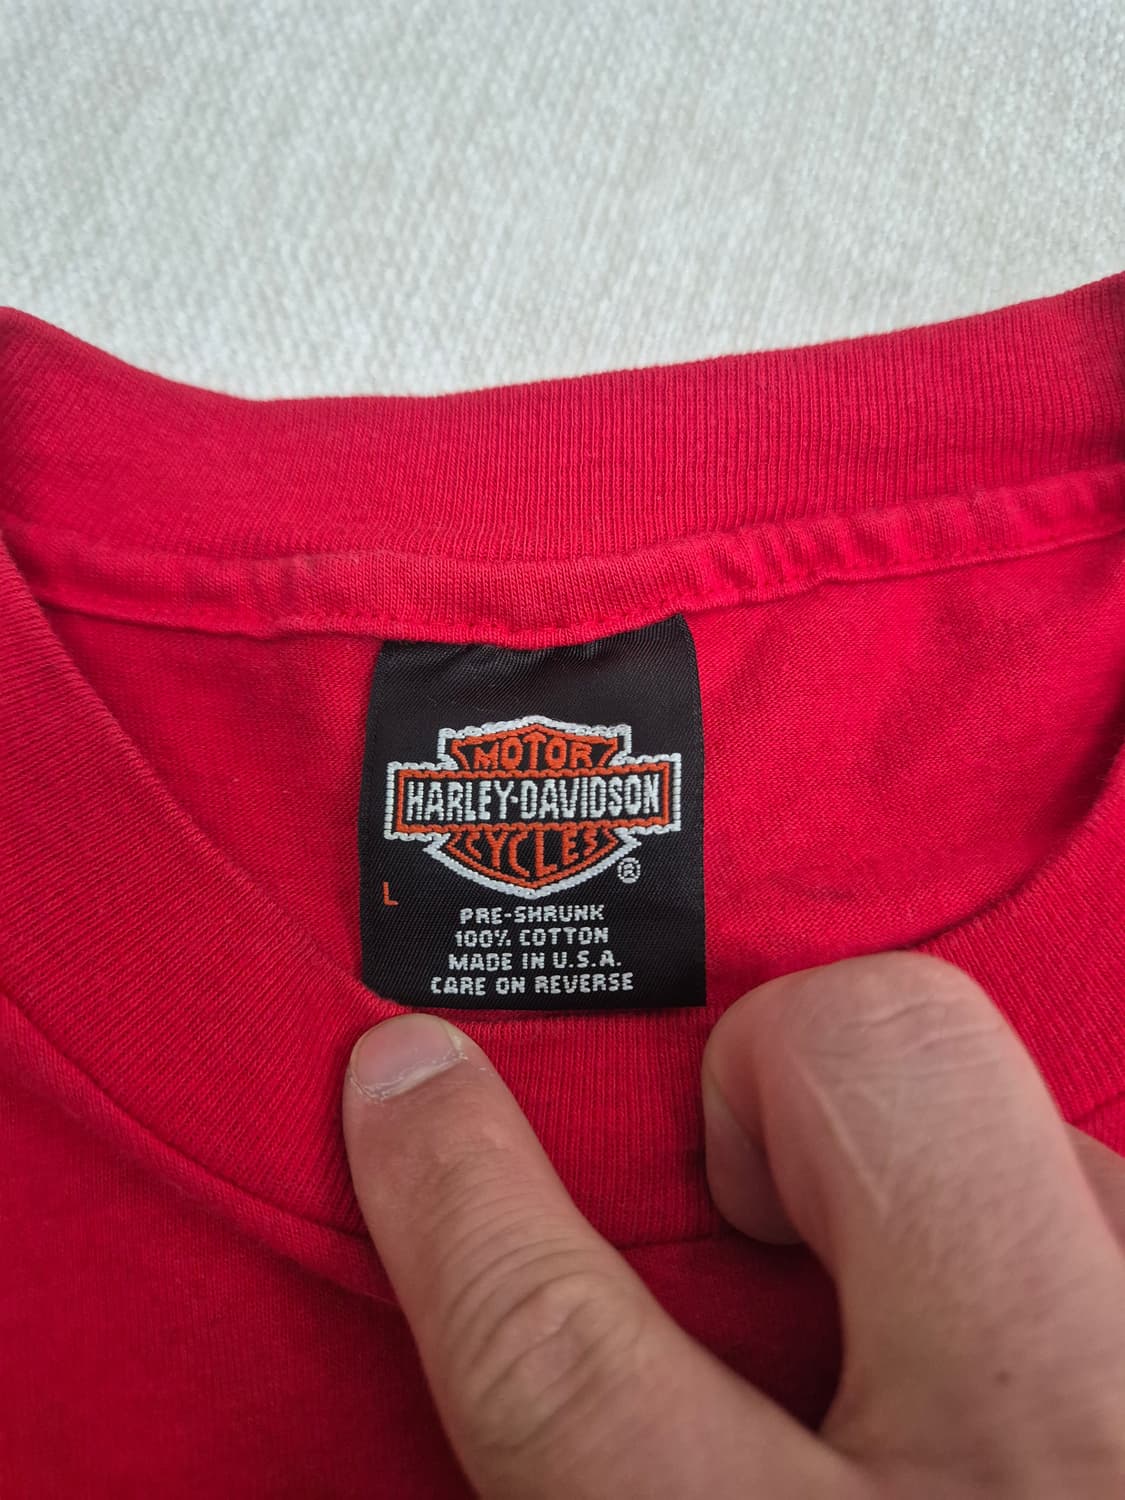 MOTOR
HARLEY-DAVIDSON
CYCLES
®
L
PRE-SHRUNK
100% COTTON
MADE IN U.S.A.
CARE ON REVERSE